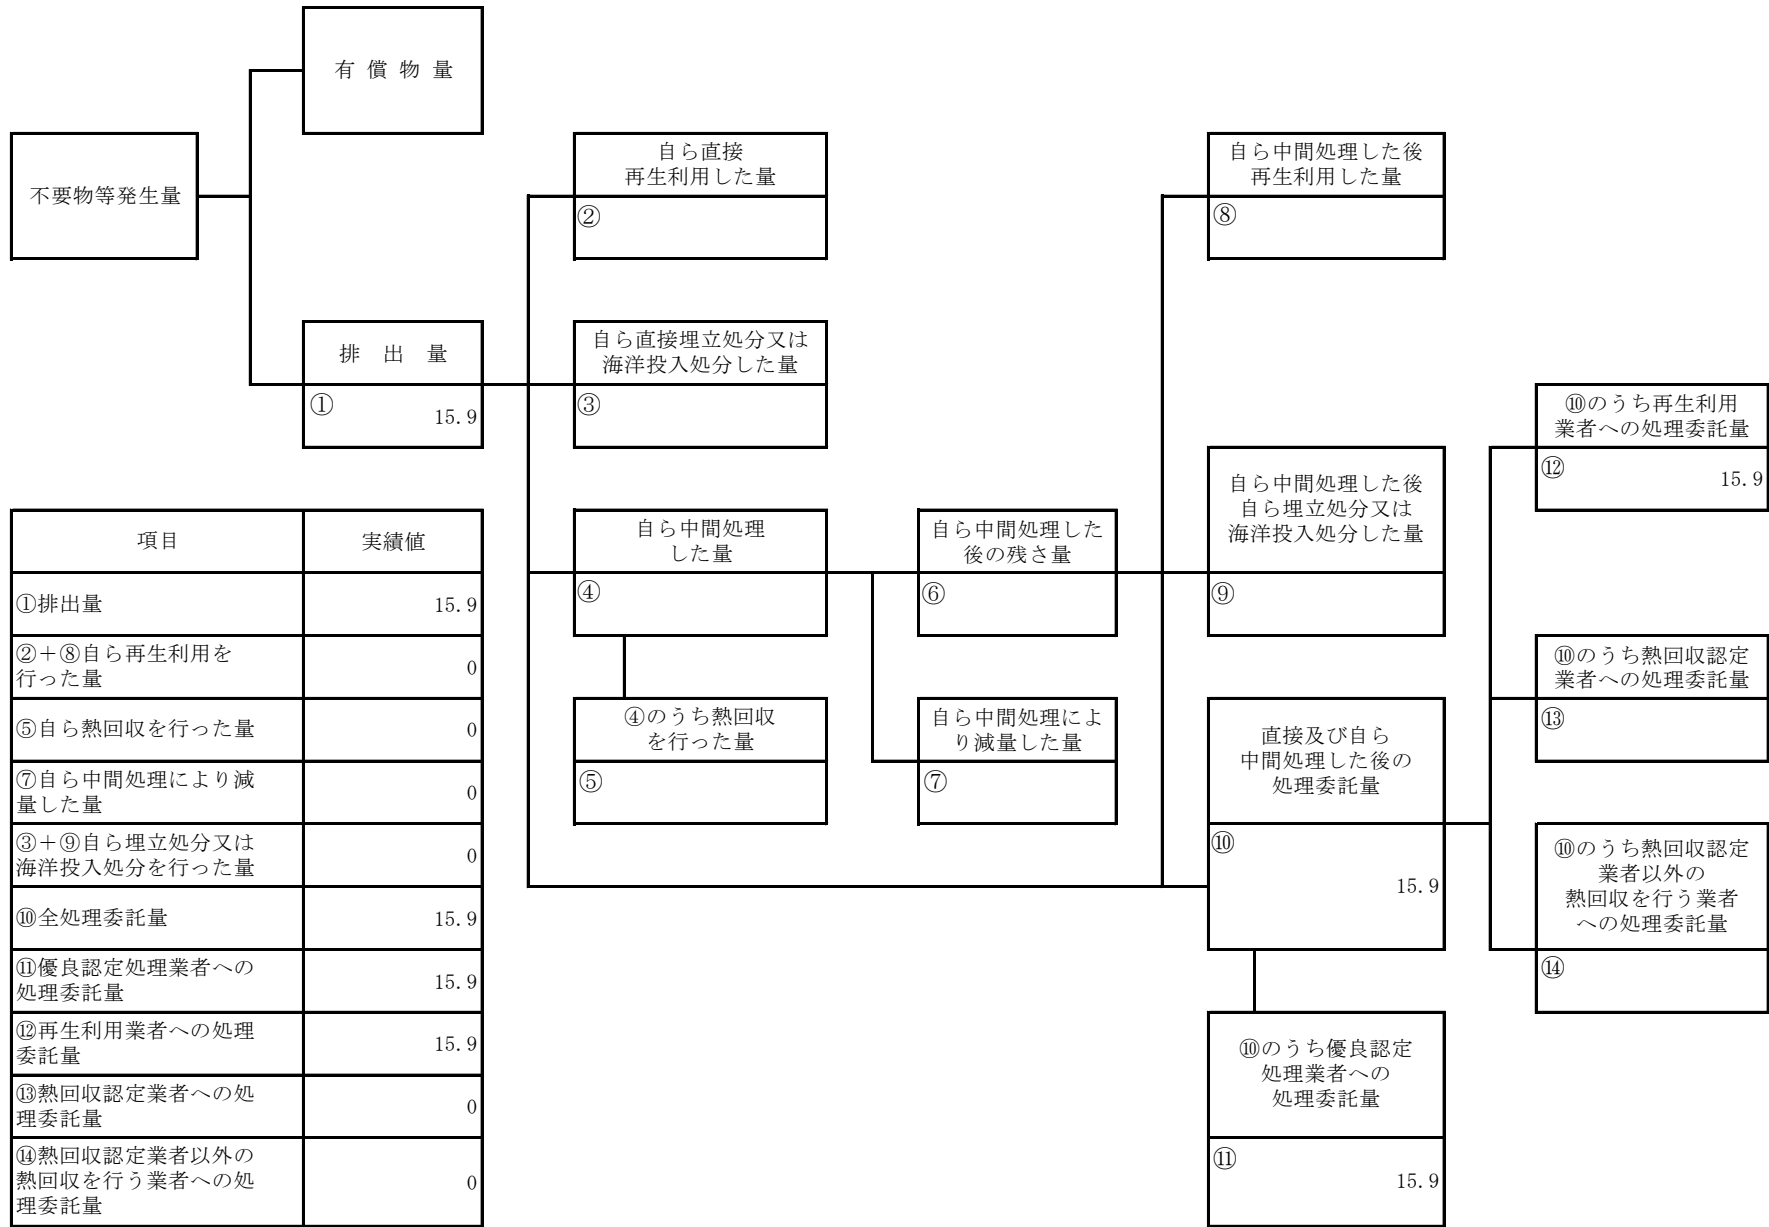 有償物量
不要物等発生量
自ら直接
再生利用した量
②
自ら中間処理した後
再生利用した量
⑧
排出量
① 15.9
自ら直接埋立処分又は
海洋投入処分した量
③
⑩のうち再生利用
業者への処理委託量
⑫ 15.9
自ら中間処理
した量
④
自ら中間処理した
後の残さ量
⑥
自ら中間処理した後
自ら埋立処分又は
海洋投入処分した量
⑨
④のうち熱回収
を行った量
⑤
自ら中間処理によ
り減量した量
⑦
直接及び自ら
中間処理した後の
処理委託量
⑩
15.9
⑩のうち熱回収認定
業者への処理委託量
⑬
⑩のうち熱回収認定
業者以外の
熱回収を行う業者
への処理委託量
⑭
⑩のうち優良認定
処理業者への
処理委託量
⑪
15.9
項目 実績値
①排出量 15.9
②+⑧自ら再生利用を
行った量 0
⑤自ら熱回収を行った量 0
⑦自ら中間処理により減
量した量 0
③+⑨自ら埋立処分又は
海洋投入処分を行った量 0
⑩全処理委託量 15.9
⑪優良認定処理業者への
処理委託量 15.9
⑫再生利用業者への処理
委託量 15.9
⑬熱回収認定業者への処
理委託量 0
⑭熱回収認定業者以外の
熱回収を行う業者への処
理委託量 0